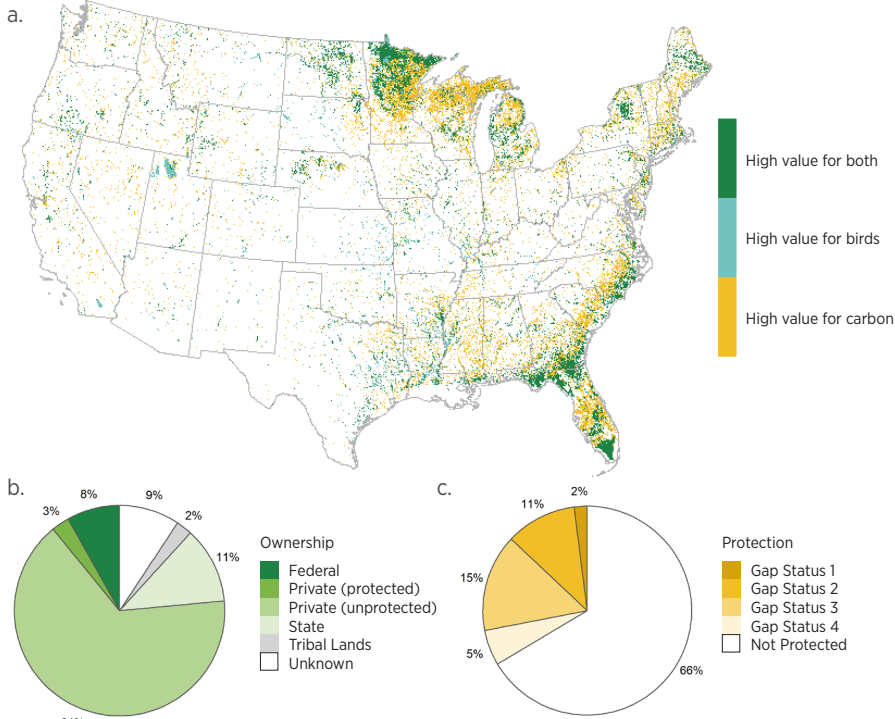 a.
High value for both
High value for birds
High value for carbon
b.
8%
9%
3%
2%
11%
Ownership
Federal
Private (protected)
Private (unprotected)
State
Tribal Lands
Unknown
c.
2%
11%
15%
5%
66%
Protection
Gap Status 1
Gap Status 2
Gap Status 3
Gap Status 4
Not Protected